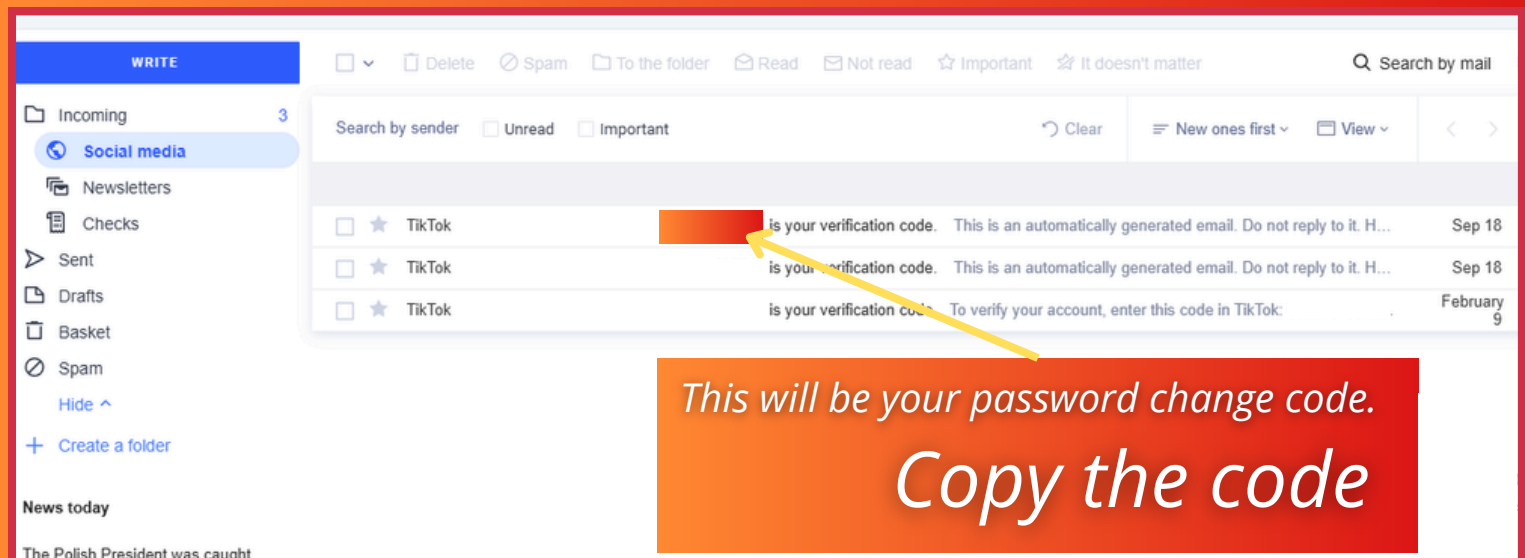 WRITE
Delete
Spam
To the folder
Read
Not read
Important
It doesn't matter
Search by mail
Incoming 3
Social media
Newsletters
Checks
Sent
Drafts
Basket
Spam
Hide
Create a folder
News today
The Polish President was caught
Search by sender
Unread
Important
Clear
New ones first
View
TikTok is your verification code. This is an automatically generated email. Do not reply to it. H... Sep 18
TikTok is your verification code. This is an automatically generated email. Do not reply to it. H... Sep 18
TikTok is your verification code. To verify your account, enter this code in TikTok: . February 9
This will be your password change code.
Copy the code